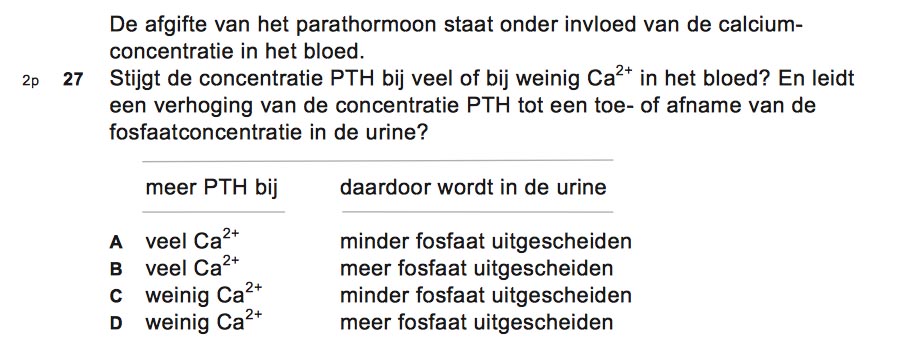 De afgifte van het parathormoon staat onder invloed van de calcium-
concentratie in het bloed.
2p 27 Stijgt de concentratie PTH bij veel of bij weinig Ca²⁺ in het bloed? En leidt
een verhoging van de concentratie PTH tot een toe- of afname van de
fosfaatconcentratie in de urine?
meer PTH bij daardoor wordt in de urine
A veel Ca²⁺ minder fosfaat uitgescheiden
B veel Ca²⁺ meer fosfaat uitgescheiden
C weinig Ca²⁺ minder fosfaat uitgescheiden
D weinig Ca²⁺ meer fosfaat uitgescheiden